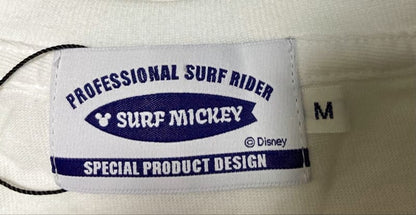 PROFESSIONAL SURF RIDER
SURF MICKEY
© Disney
SPECIAL PRODUCT DESIGN
M